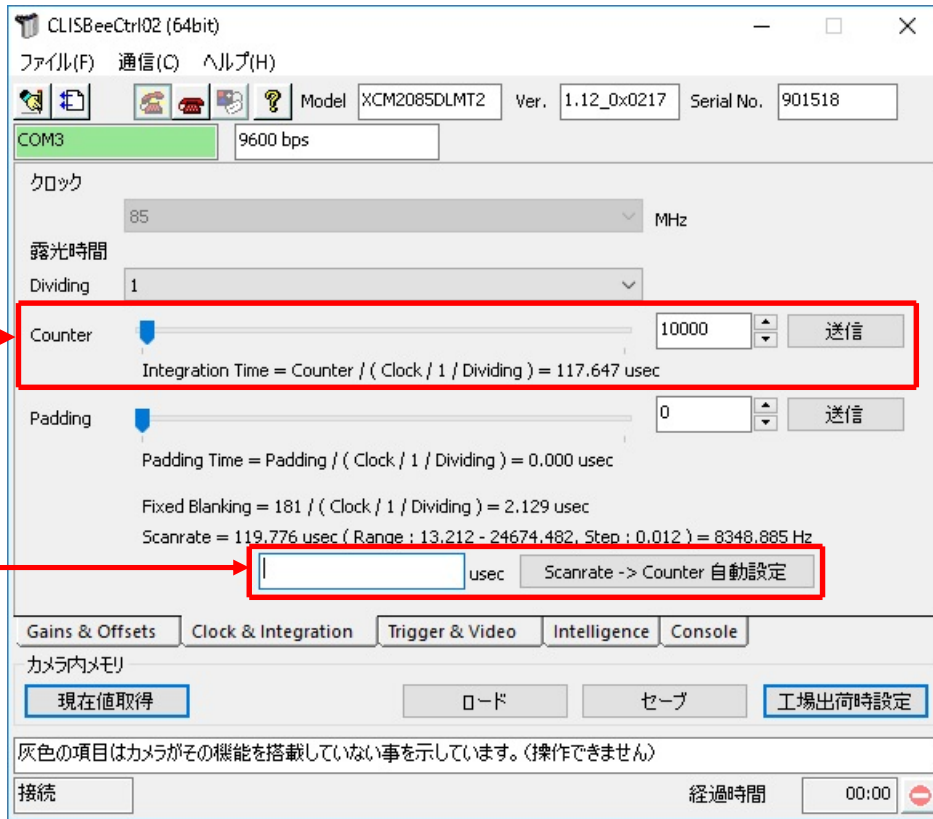 CLISBeeCtrl02 (64bit)
ファイル(F) 通信(C) ヘルプ(H)
Model XCM2085DLMT2 Ver. 1.12_0x0217 Serial No. 901518
COM3 9600 bps
クロック
85 MHz
露光時間
Dividing 1
Counter 10000 送信
Integration Time = Counter / ( Clock / 1 / Dividing ) = 117.647 usec
Padding 0 送信
Padding Time = Padding / ( Clock / 1 / Dividing ) = 0.000 usec
Fixed Blanking = 181 / ( Clock / 1 / Dividing ) = 2.129 usec
Scanrate = 119.776 usec ( Range : 13.212 - 24674.482, Step : 0.012 ) = 8348.885 Hz
usec Scanrate -> Counter 自動設定
Gains & Offsets Clock & Integration Trigger & Video Intelligence Console
カメラ内メモリ
現在値取得 ロード セーブ 工場出荷時設定
灰色の項目はカメラがその機能を搭載していない事を示しています。(操作できません)
接続 経過時間 00:00